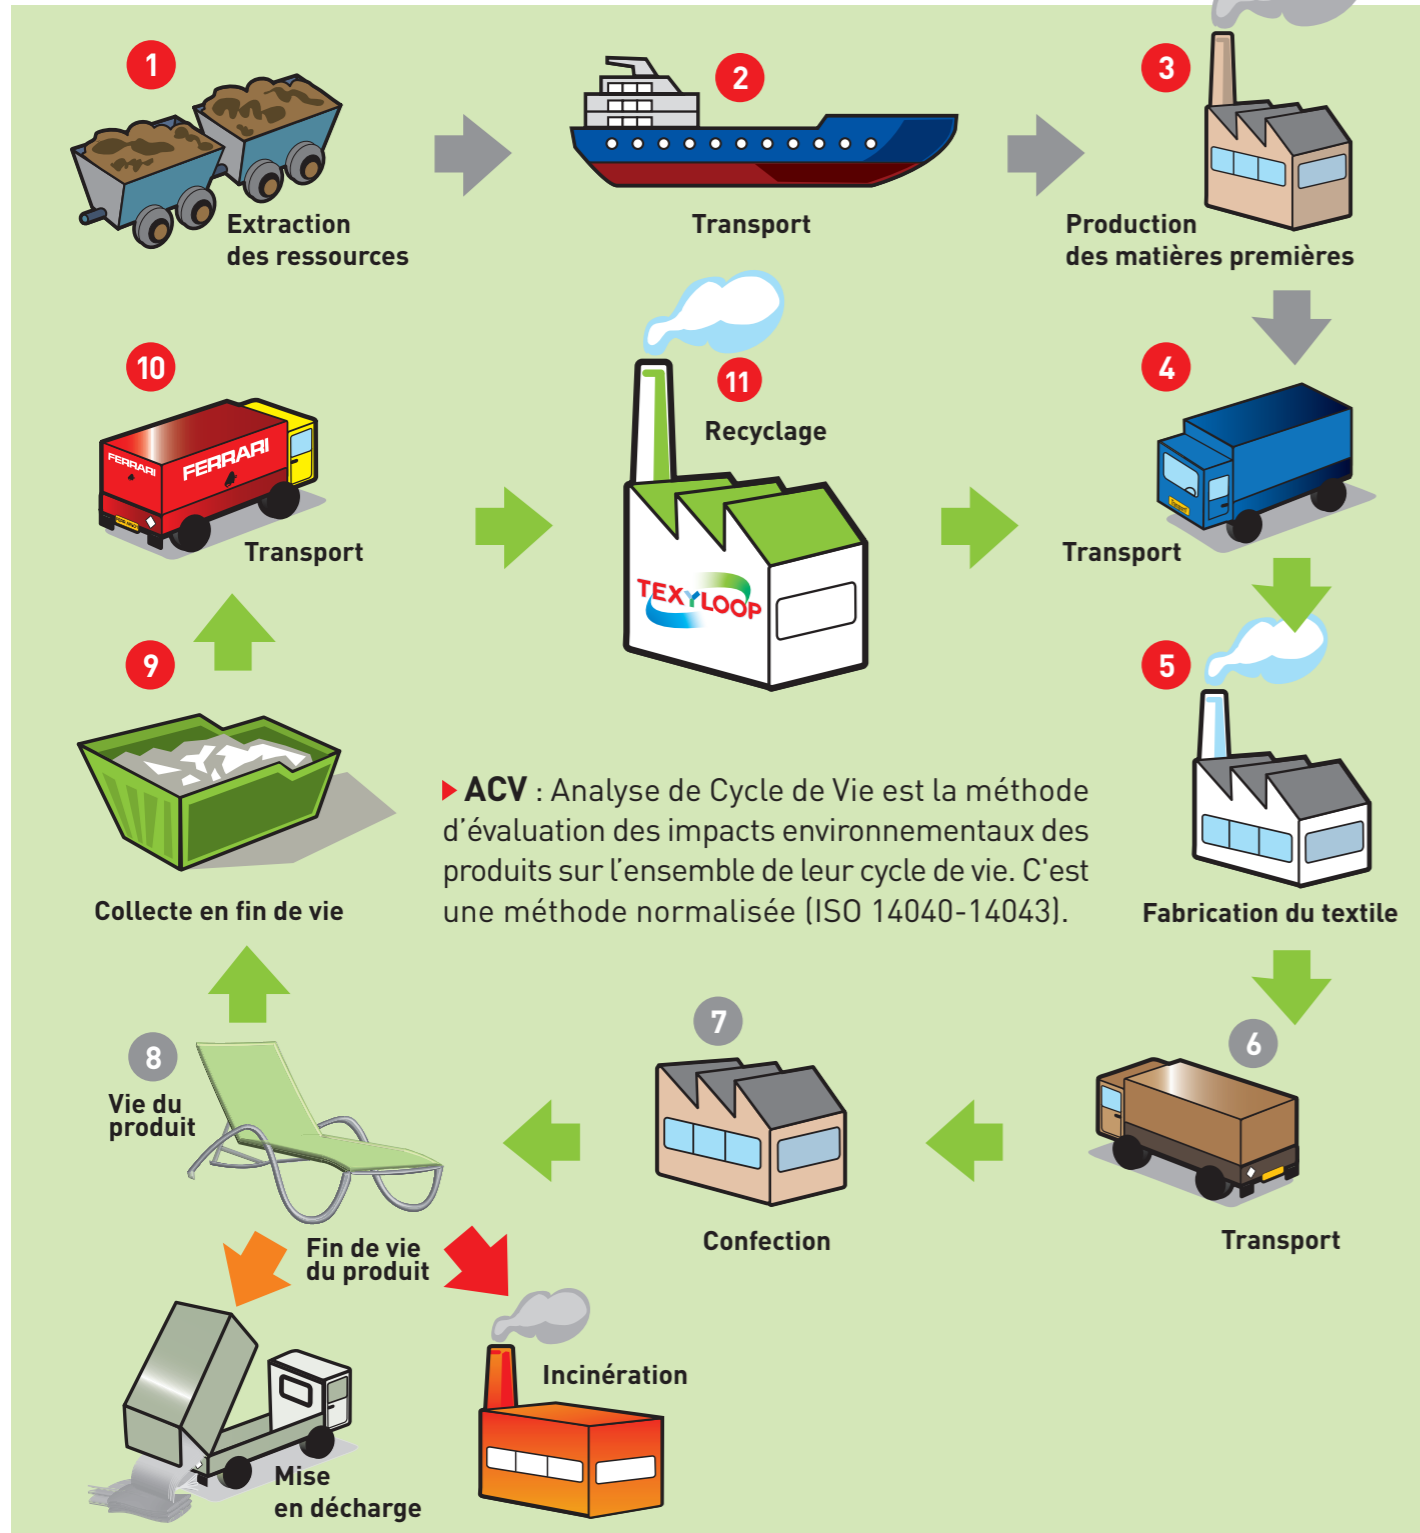 1
2
3
Extraction
des ressources
Transport
Production
des matières premières
10
11
4
Recyclage
FERRARI
FERRARI
Transport
Transport
TEXYLOOP
9
5
ACV : Analyse de Cycle de Vie est la méthode
d'évaluation des impacts environnementaux des
produits sur l'ensemble de leur cycle de vie. C'est
une méthode normalisée (ISO 14040-14043).
Collecte en fin de vie
Fabrication du textile
8
7
6
Vie du
produit
Confection
Transport
Fin de vie
du produit
Incinération
Mise
en décharge